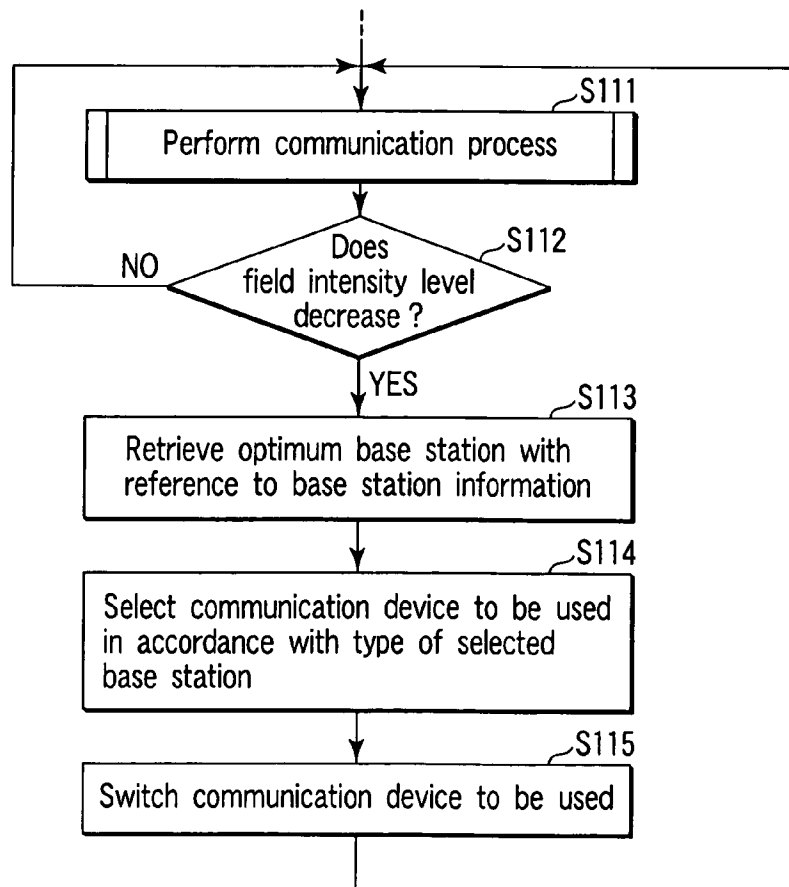 S111
Perform communication process
S112
Does
field intensity level
decrease ?
NO
YES
S113
Retrieve optimum base station with
reference to base station information
S114
Select communication device to be used
in accordance with type of selected
base station
S115
Switch communication device to be used